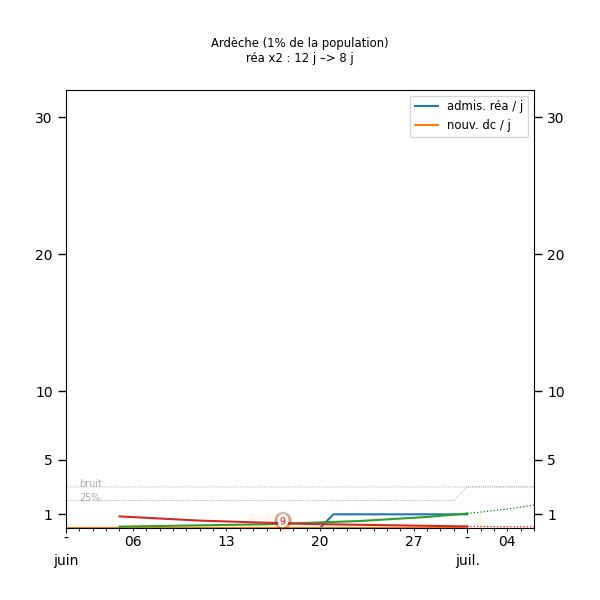 Ardèche (1% de la population)
réa x2 : 12 j –> 8 j
admis. réa / j
nouv. dc / j
30
30
20
20
10
10
5
5
bruit
25%
1
1
9
- 06 13 20 27 - 04
juin juil.